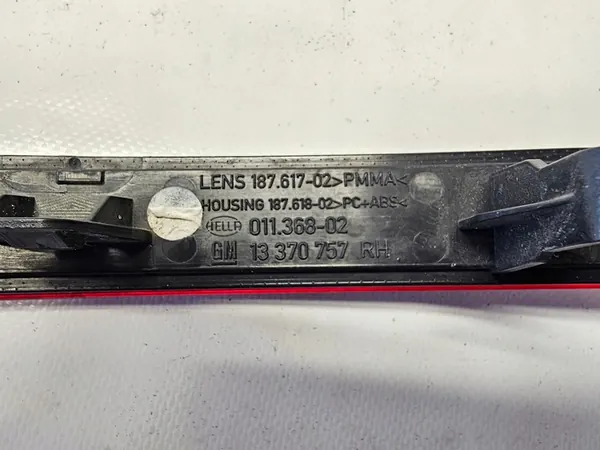 LENS 187.617-02>PMMA<
HOUSING 187.618-02>PC+ABS<
HELLA 011.368-02
GM 13 370 757 RH